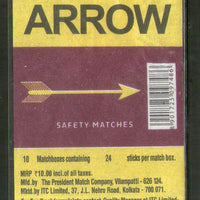 ARROW
SAFETY MATCHES
10 Matchboxes containing 24 sticks per match box.
MRP ₹10.00 incl. of all taxes.
Mfd.by The President Match Company, Vilampatti - 626 124.
Mktd.by ITC Limited, 37, J.L. Nehru Road, Kolkata - 700 071.